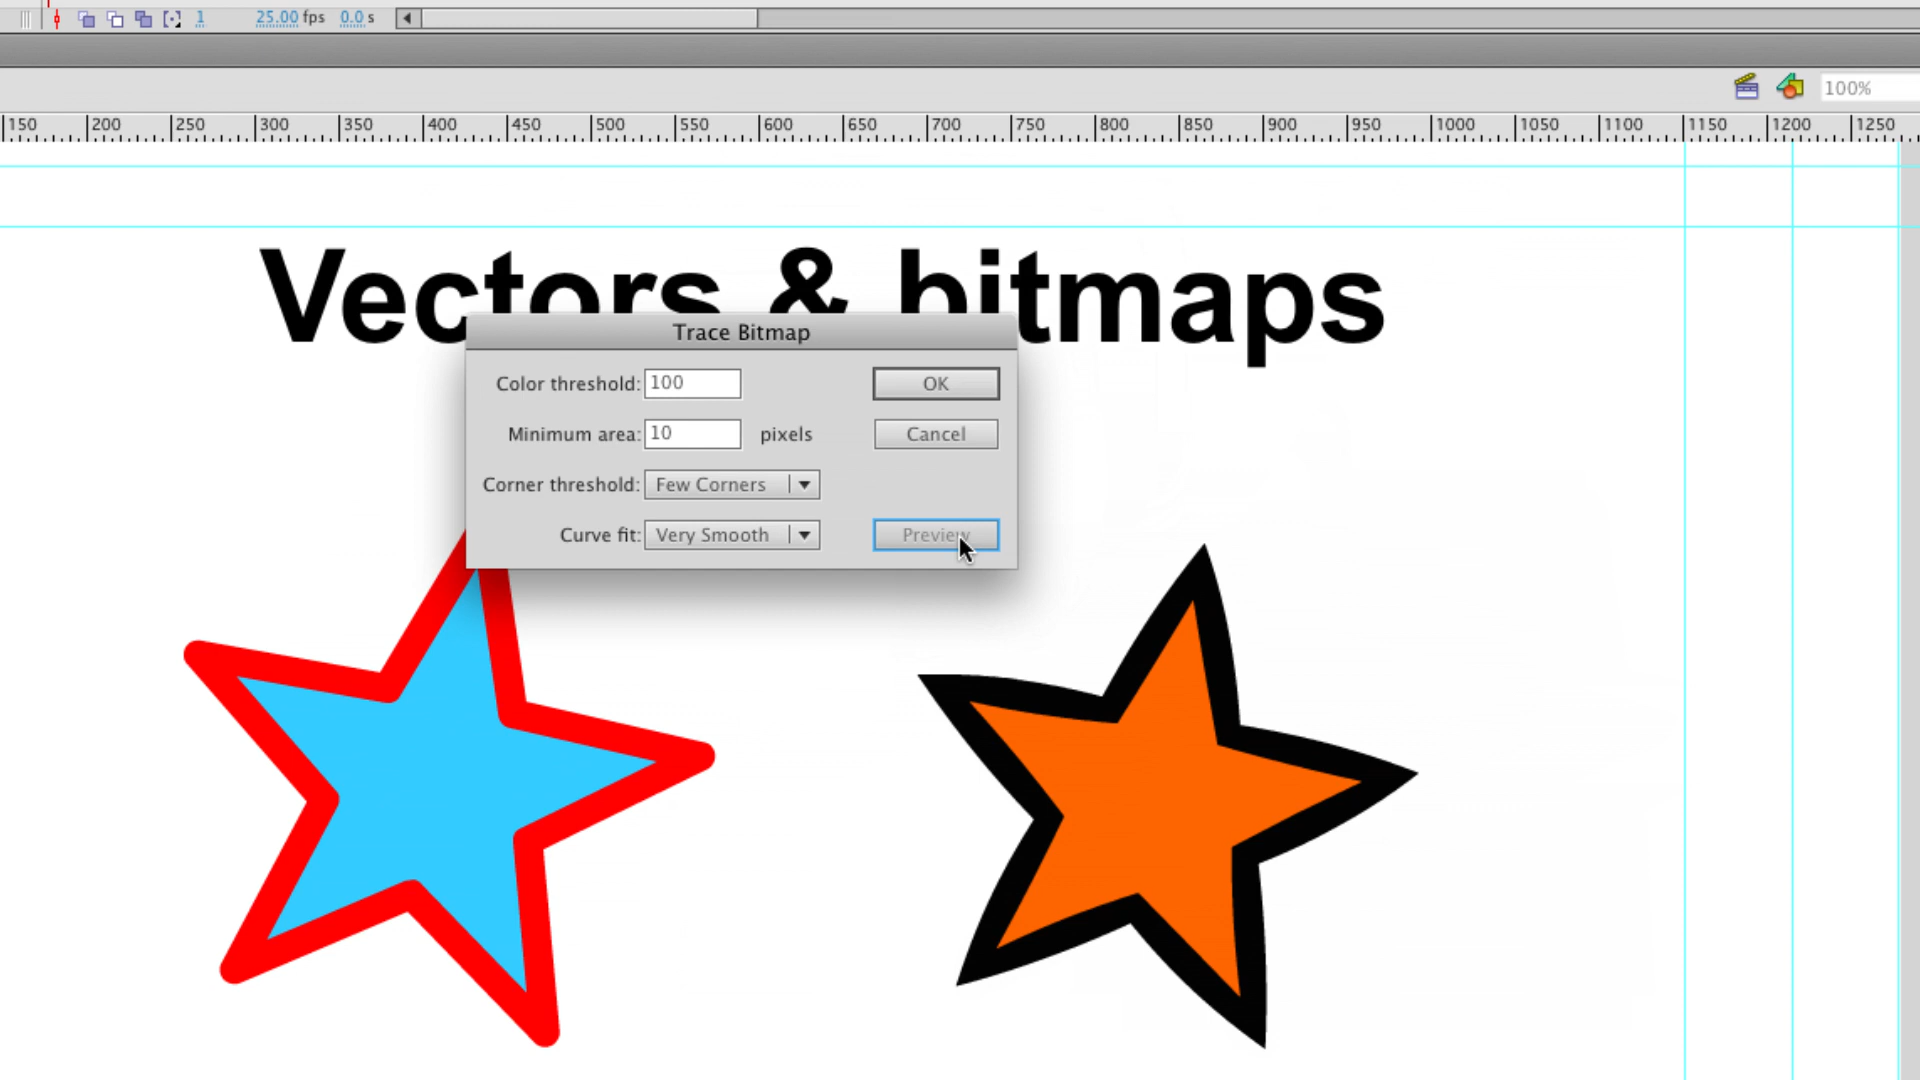 1 25.00 fps 0.0 s
100%
150 200 250 300 350 400 450 500 550 600 650 700 750 800 850 900 950 1000 1050 1100 1150 1200 1250
Vectors & bitmaps
Trace Bitmap
Color threshold: 100 OK
Minimum area: 10 pixels Cancel
Corner threshold: Few Corners
Curve fit: Very Smooth Preview